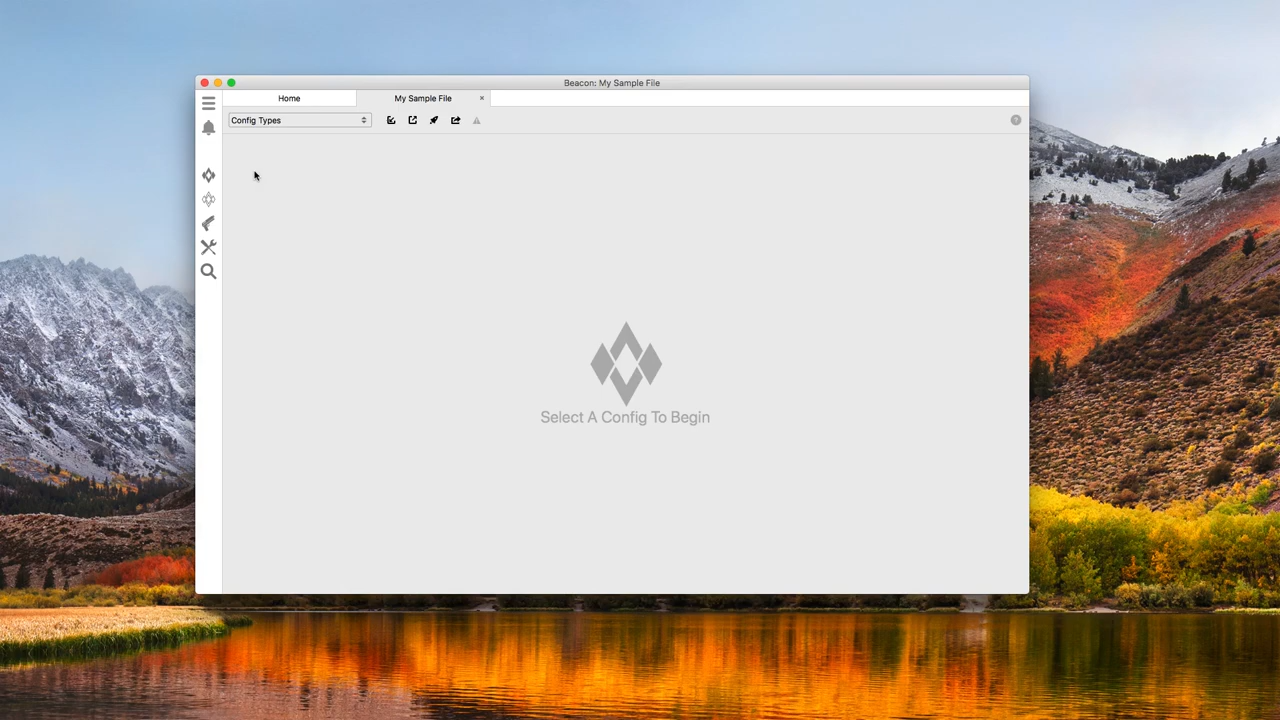 Beacon: My Sample File
Home
My Sample File
Config Types
Select A Config To Begin